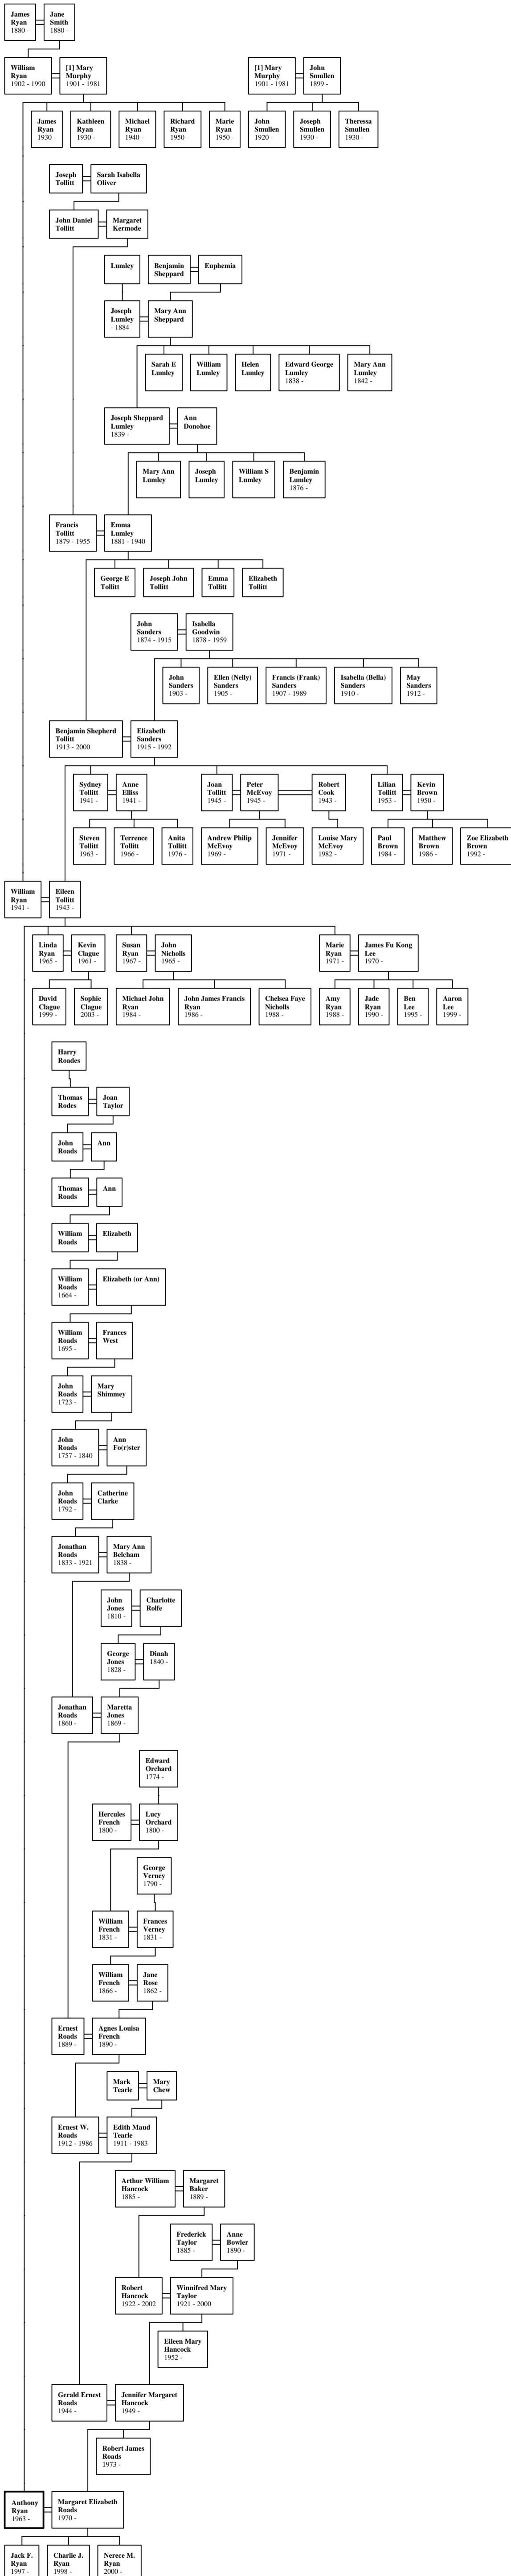 James
Ryan
1880 -
Jane
Smith
1880 -
William
Ryan
1902 - 1990
[1] Mary
Murphy
1901 - 1981
[1] Mary
Murphy
1901 - 1981
John
Smullen
1899 -
James
Ryan
1930 -
Kathleen
Ryan
1930 -
Michael
Ryan
1940 -
Richard
Ryan
1950 -
Marie
Ryan
1950 -
John
Smullen
1920 -
Joseph
Smullen
1930 -
Theressa
Smullen
1930 -
Joseph
Tollitt
Sarah Isabella
Oliver
John Daniel
Tollitt
Margaret
Kermode
Lumley
Benjamin
Sheppard
Euphemia
Joseph
Lumley
- 1884
Mary Ann
Sheppard
Sarah E
Lumley
William
Lumley
Helen
Lumley
Edward George
Lumley
1838 -
Mary Ann
Lumley
1842 -
Joseph Sheppard
Lumley
1839 -
Ann
Donohoe
Mary Ann
Lumley
Joseph
Lumley
William S
Lumley
Benjamin
Lumley
1876 -
Francis
Tollitt
1879 - 1955
Emma
Lumley
1881 - 1940
George E
Tollitt
Joseph John
Tollitt
Emma
Tollitt
Elizabeth
Tollitt
John
Sanders
1874 - 1915
Isabella
Goodwin
1878 - 1959
John
Sanders
1903 -
Ellen (Nelly)
Sanders
1905 -
Francis (Frank)
Sanders
1907 - 1989
Isabella (Bella)
Sanders
1910 -
May
Sanders
1912 -
Benjamin Shepherd
Tollitt
1913 - 2000
Elizabeth
Sanders
1915 - 1992
Sydney
Tollitt
1941 -
Anne
Elliss
1941 -
Joan
Tollitt
1945 -
Peter
McEvoy
1945 -
Robert
Cook
1943 -
Lilian
Tollitt
1953 -
Kevin
Brown
1950 -
Steven
Tollitt
1963 -
Terrence
Tollitt
1966 -
Anita
Tollitt
1976 -
Andrew Philip
McEvoy
1969 -
Jennifer
McEvoy
1971 -
Louise Mary
McEvoy
1982 -
Paul
Brown
1984 -
Matthew
Brown
1986 -
Zoe Elizabeth
Brown
1992 -
William
Ryan
1941 -
Eileen
Tollitt
1943 -
Linda
Ryan
1965 -
Kevin
Clague
1961 -
Susan
Ryan
1967 -
John
Nicholls
1965 -
Marie
Ryan
1971 -
James Fu Kong
Lee
1970 -
David
Clague
1999 -
Sophie
Clague
2003 -
Michael John
Ryan
1984 -
John James Francis
Ryan
1986 -
Chelsea Faye
Nicholls
1988 -
Amy
Ryan
1988 -
Jade
Ryan
1990 -
Ben
Lee
1995 -
Aaron
Lee
1999 -
Harry
Roades
Thomas
Rodes
Joan
Taylor
John
Roads
Ann
Thomas
Roads
Ann
William
Roads
Elizabeth
William
Roads
1664 -
Elizabeth (or Ann)
William
Roads
1695 -
Frances
West
John
Roads
1723 -
Mary
Shimmey
John
Roads
1757 - 1840
Ann
Fo(r)ster
John
Roads
1792 -
Catherine
Clarke
Jonathan
Roads
1833 - 1921
Mary Ann
Belcham
1838 -
John
Jones
1810 -
Charlotte
Rolfe
George
Jones
1828 -
Dinah
1840 -
Jonathan
Roads
1860 -
Maretta
Jones
1869 -
Edward
Orchard
1774 -
Hercules
French
1800 -
Lucy
Orchard
1800 -
George
Verney
1790 -
William
French
1831 -
Frances
Verney
1831 -
William
French
1866 -
Jane
Rose
1862 -
Ernest
Roads
1889 -
Agnes Louisa
French
1890 -
Mark
Tearle
Mary
Chew
Ernest W.
Roads
1912 - 1986
Edith Maud
Tearle
1911 - 1983
Arthur William
Hancock
1885 -
Margaret
Baker
1889 -
Frederick
Taylor
1885 -
Anne
Bowler
1890 -
Robert
Hancock
1922 - 2002
Winnifred Mary
Taylor
1921 - 2000
Eileen Mary
Hancock
1952 -
Gerald Ernest
Roads
1944 -
Jennifer Margaret
Hancock
1949 -
Robert James
Roads
1973 -
Anthony
Ryan
1963 -
Margaret Elizabeth
Roads
1970 -
Jack F.
Ryan
1997 -
Charlie J.
Ryan
1998 -
Nerece M.
Ryan
2000 -